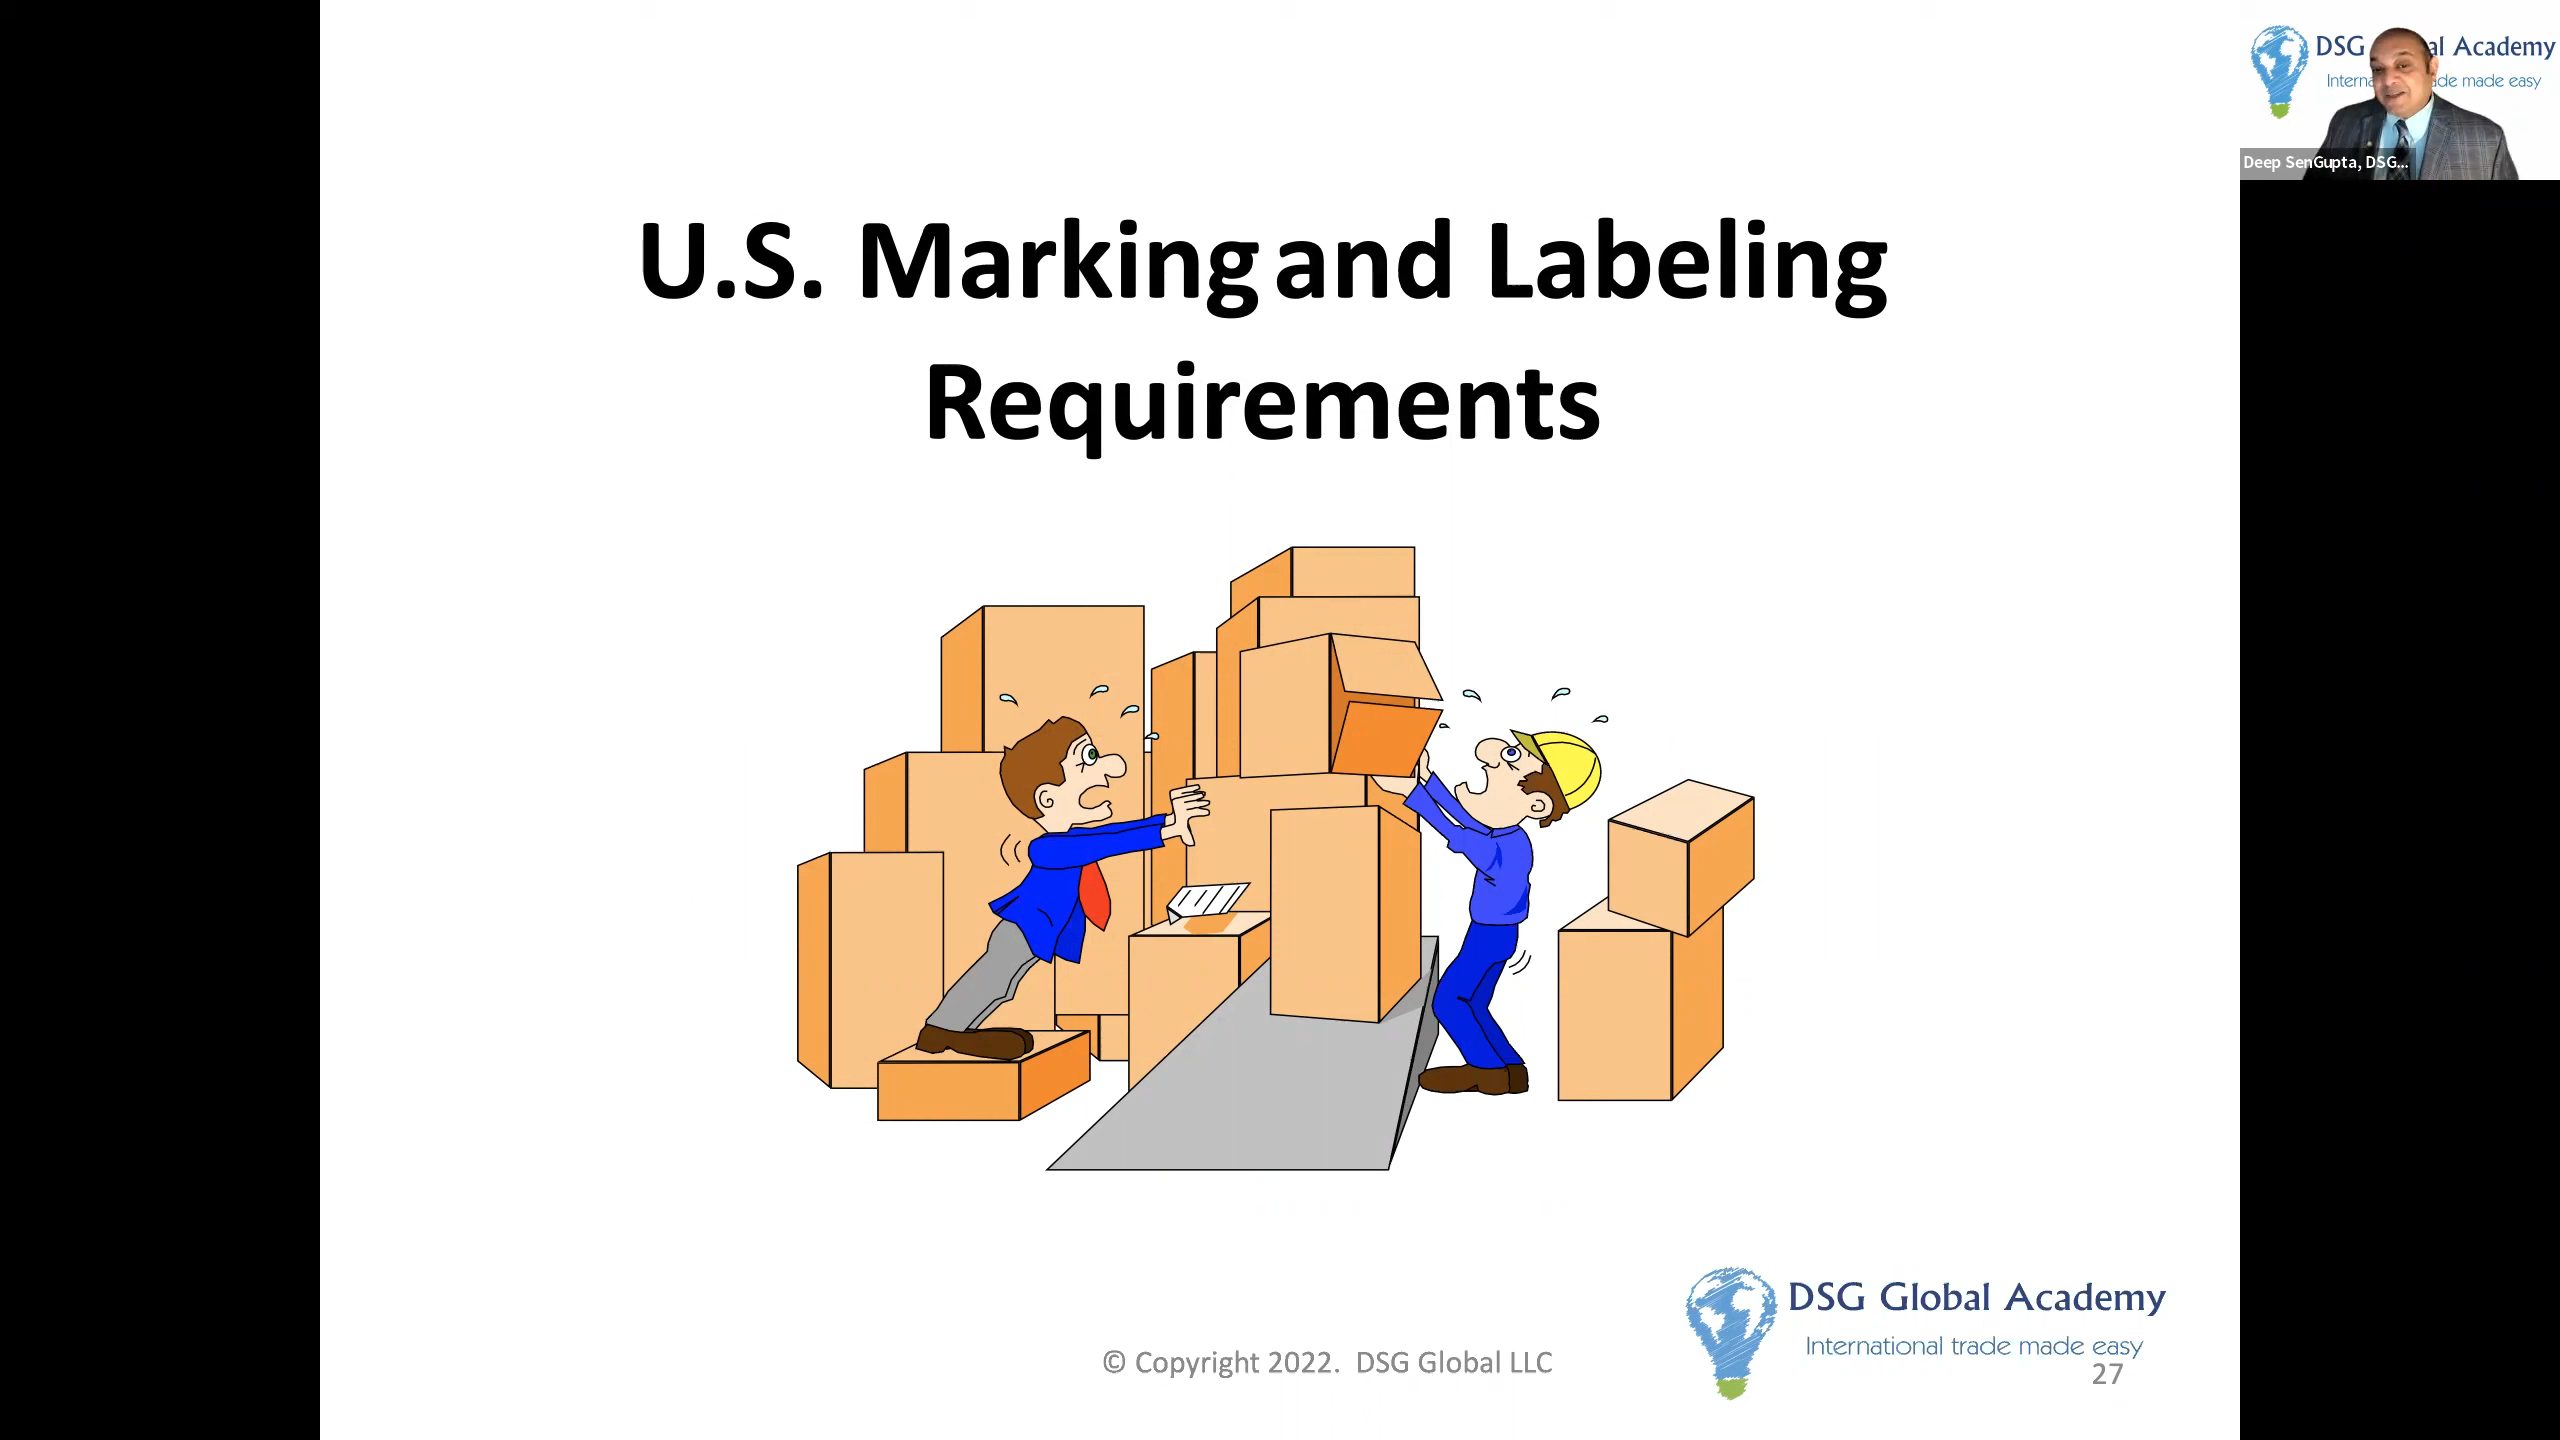 DSG al Academy
Interna de made easy
Deep SenGupta, DSG...
U.S. Marking and Labeling
Requirements
DSG Global Academy
International trade made easy
© Copyright 2022. DSG Global LLC
27